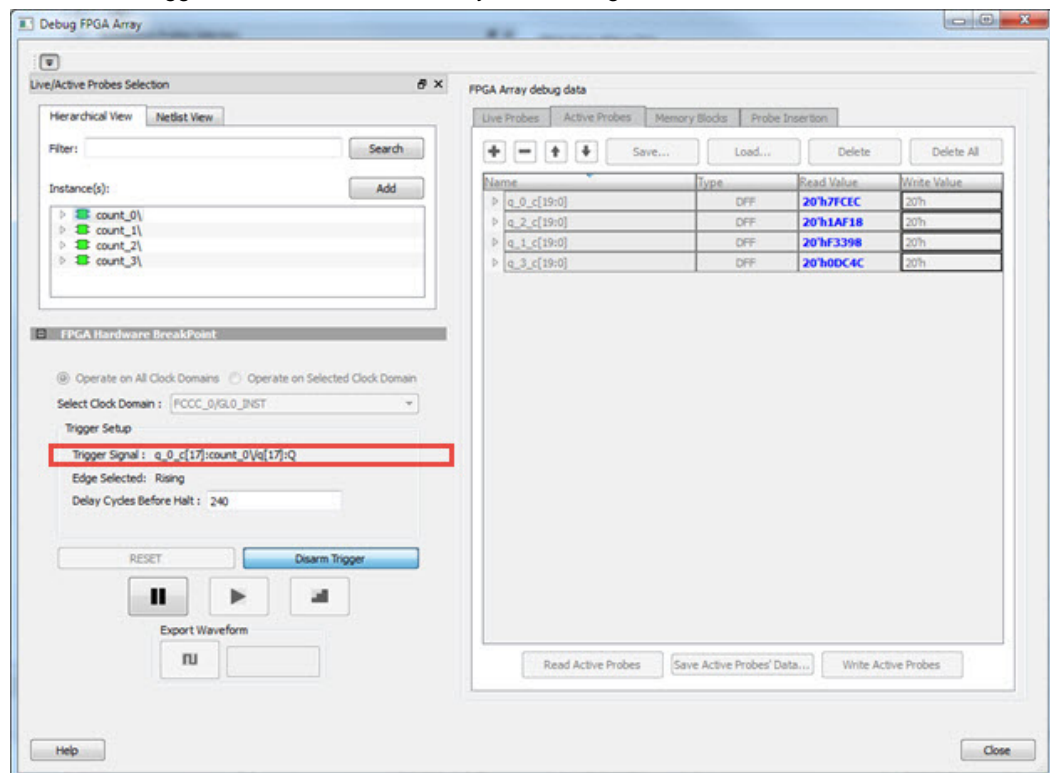 Debug FPGA Array
Live/Active Probes Selection
Hierarchical View Netlist View
Filter: Search
Instance(s): Add
count_0\
count_1\
count_2\
count_3\
FPGA Hardware BreakPoint
Operate on All Clock Domains Operate on Selected Clock Domain
Select Clock Domain : FCCC_0/GL0_INST
Trigger Setup
Trigger Signal : q_0_c[17]:count_0\/q[17]:Q
Edge Selected: Rising
Delay Cycles Before Halt : 240
RESET Disarm Trigger
Export Waveform
FPGA Array debug data
Live Probes Active Probes Memory Blocks Probe Insertion
Save... Load... Delete Delete All
Name Type Read Value Write Value
q_0_c[19:0] DFF 20'h7FCEC 20'h
q_2_c[19:0] DFF 20'h1AF18 20'h
q_1_c[19:0] DFF 20'hF3398 20'h
q_3_c[19:0] DFF 20'h0DC4C 20'h
Read Active Probes Save Active Probes' Data... Write Active Probes
Help Close